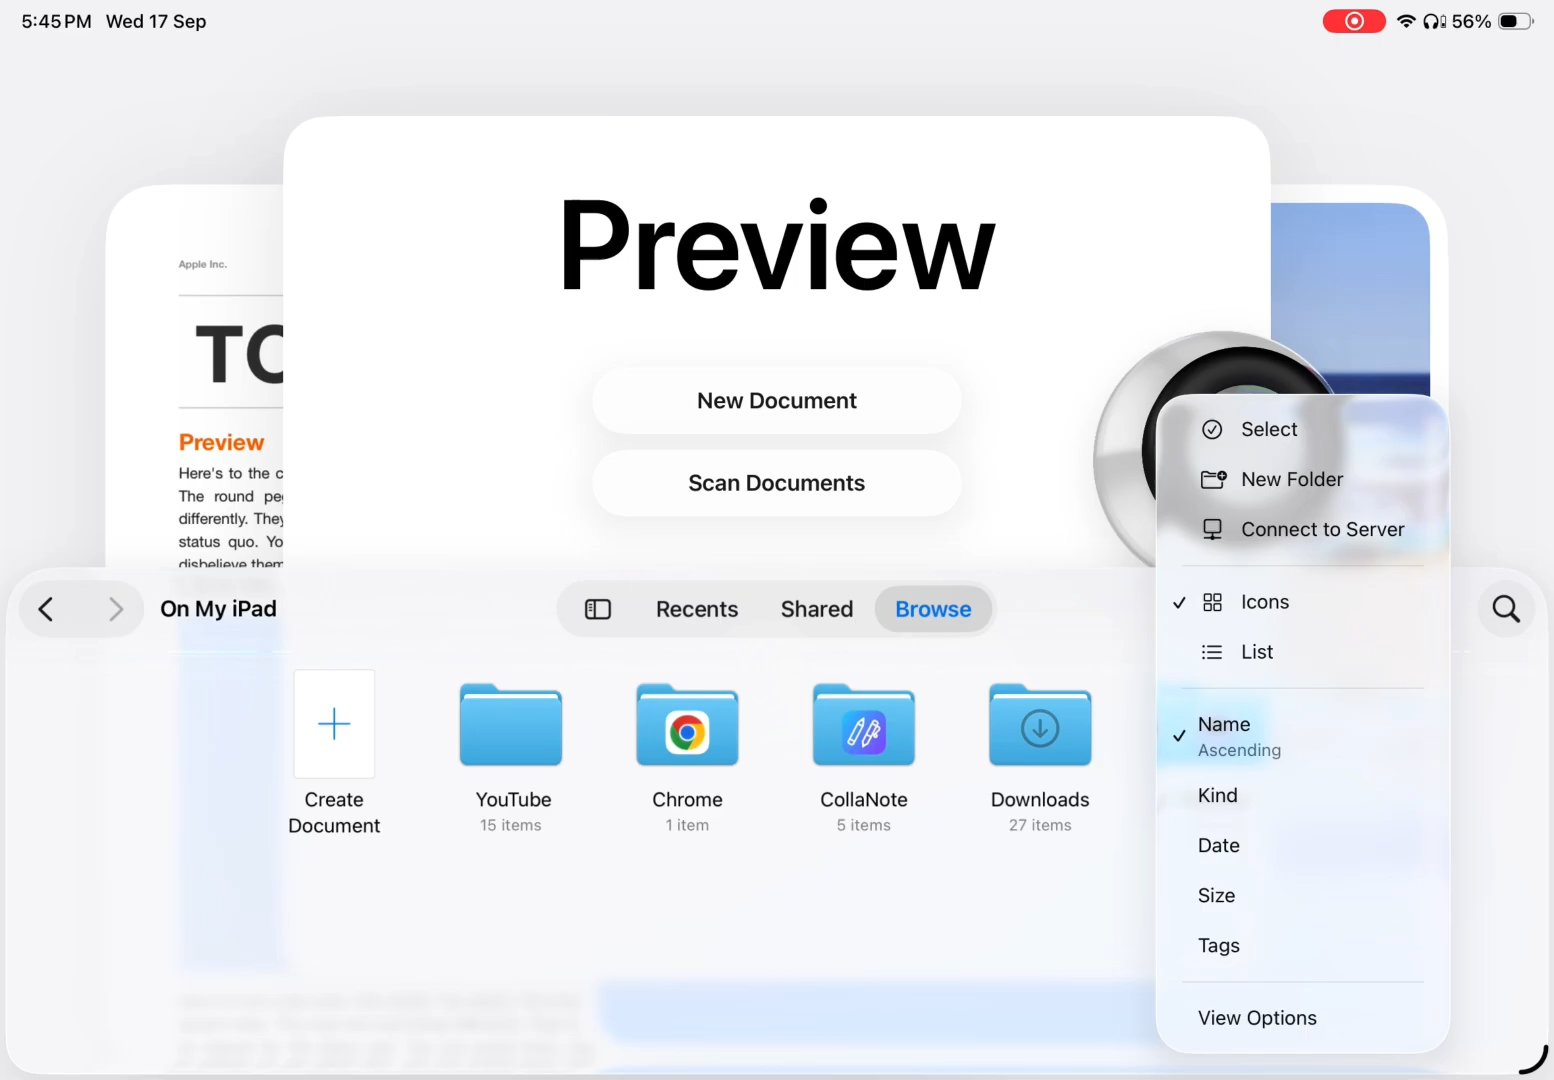 5:45 PM Wed 17 Sep
56%
Preview
Apple Inc.
TO
Preview
Here's to the c
The round pe
differently. They
status quo. Yo
disbelieve them
New Document
Scan Documents
On My iPad
Recents
Shared
Browse
Create
Document
YouTube
15 items
Chrome
1 item
CollaNote
5 items
Downloads
27 items
Select
New Folder
Connect to Server
Icons
List
Name
Ascending
Kind
Date
Size
Tags
View Options